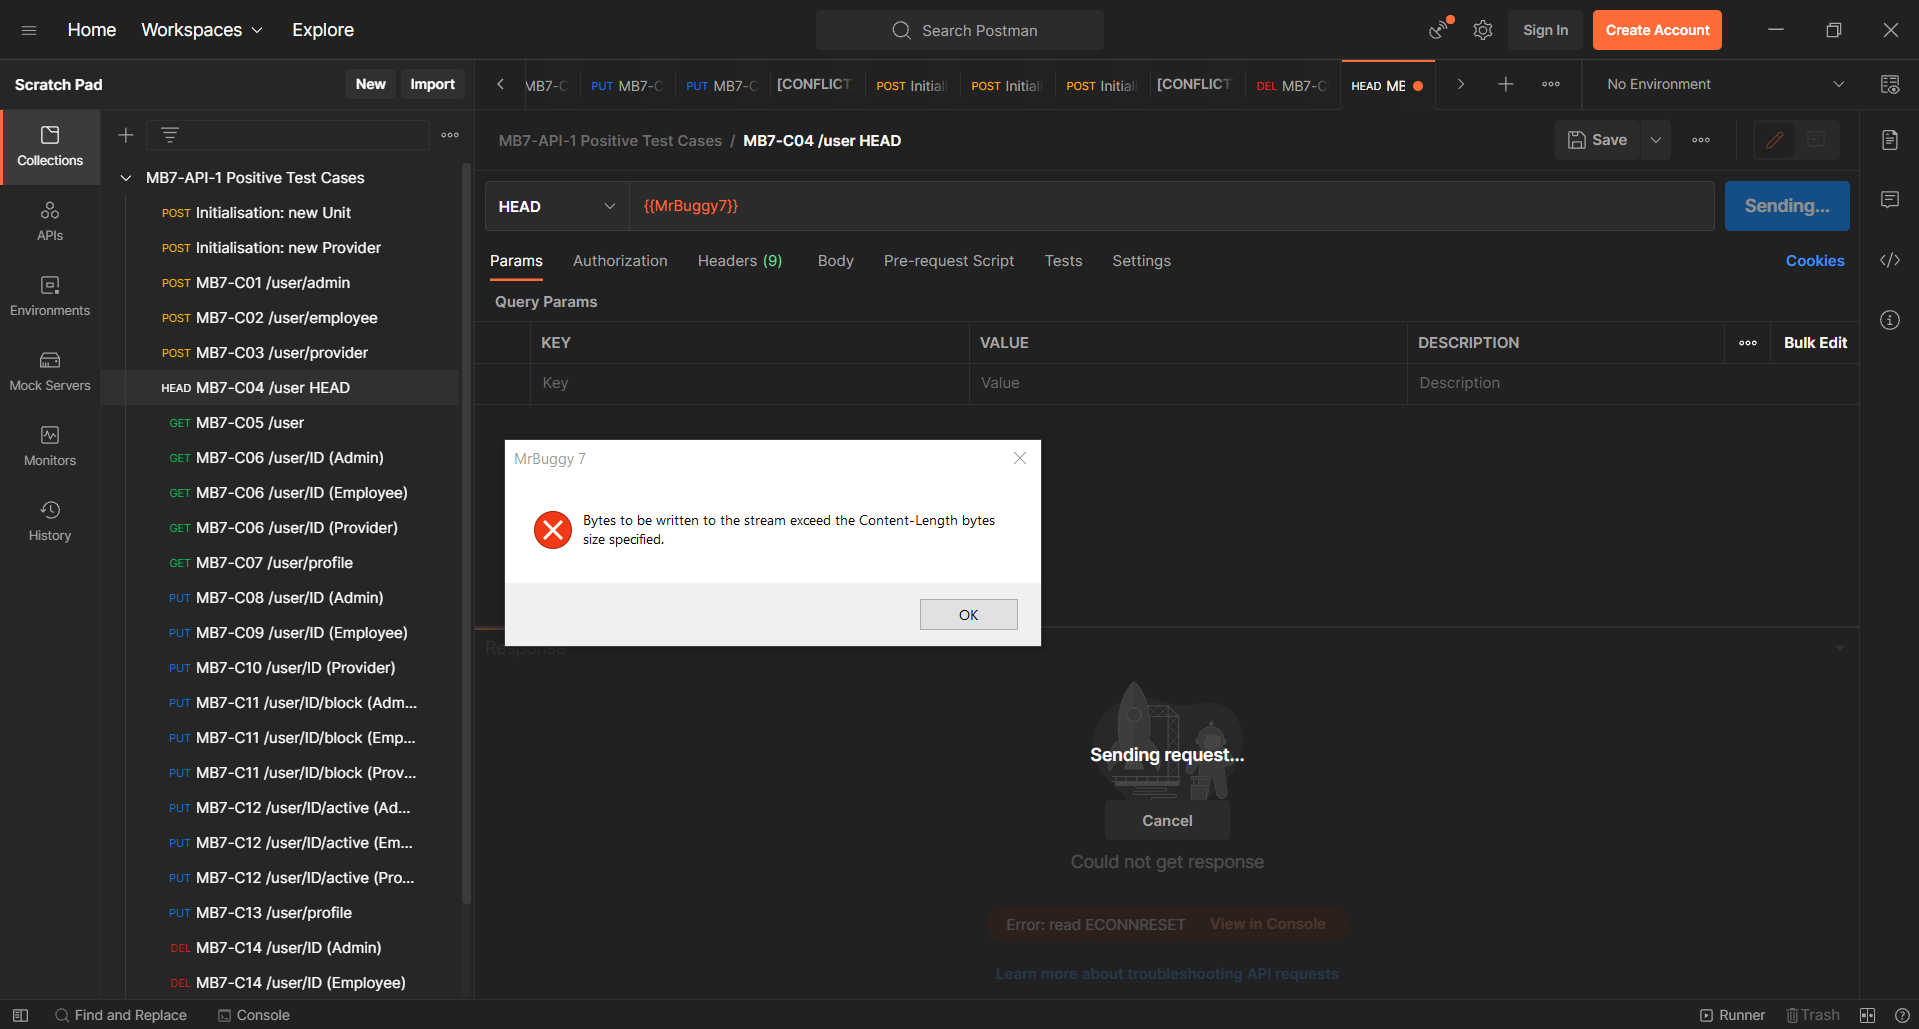 Home
Workspaces
Explore
Search Postman
Sign In
Create Account
Scratch Pad
New
Import
MB7-C
PUT MB7-C
PUT MB7-C
[CONFLICT
POST Initial
POST Initial
POST Initial
[CONFLICT
DEL MB7-C
HEAD MB
No Environment
Collections
APIs
Environments
Mock Servers
Monitors
History
MB7-API-1 Positive Test Cases
POST Initialisation: new Unit
POST Initialisation: new Provider
POST MB7-C01 /user/admin
POST MB7-C02 /user/employee
POST MB7-C03 /user/provider
HEAD MB7-C04 /user HEAD
GET MB7-C05 /user
GET MB7-C06 /user/ID (Admin)
GET MB7-C06 /user/ID (Employee)
GET MB7-C06 /user/ID (Provider)
GET MB7-C07 /user/profile
PUT MB7-C08 /user/ID (Admin)
PUT MB7-C09 /user/ID (Employee)
PUT MB7-C10 /user/ID (Provider)
PUT MB7-C11 /user/ID/block (Adm...
PUT MB7-C11 /user/ID/block (Emp...
PUT MB7-C11 /user/ID/block (Prov...
PUT MB7-C12 /user/ID/active (Ad...
PUT MB7-C12 /user/ID/active (Em...
PUT MB7-C12 /user/ID/active (Pro...
PUT MB7-C13 /user/profile
DEL MB7-C14 /user/ID (Admin)
DEL MB7-C14 /user/ID (Employee)
MB7-API-1 Positive Test Cases / MB7-C04 /user HEAD
Save
HEAD
{{MrBuggy7}}
Sending...
Params
Authorization
Headers (9)
Body
Pre-request Script
Tests
Settings
Cookies
Query Params
KEY
VALUE
DESCRIPTION
Bulk Edit
Key
Value
Description
MrBuggy 7
Bytes to be written to the stream exceed the Content-Length bytes
size specified.
OK
Response
Sending request...
Cancel
Could not get response
Error: read ECONNRESET
View in Console
Learn more about troubleshooting API requests
Find and Replace
Console
Runner
Trash